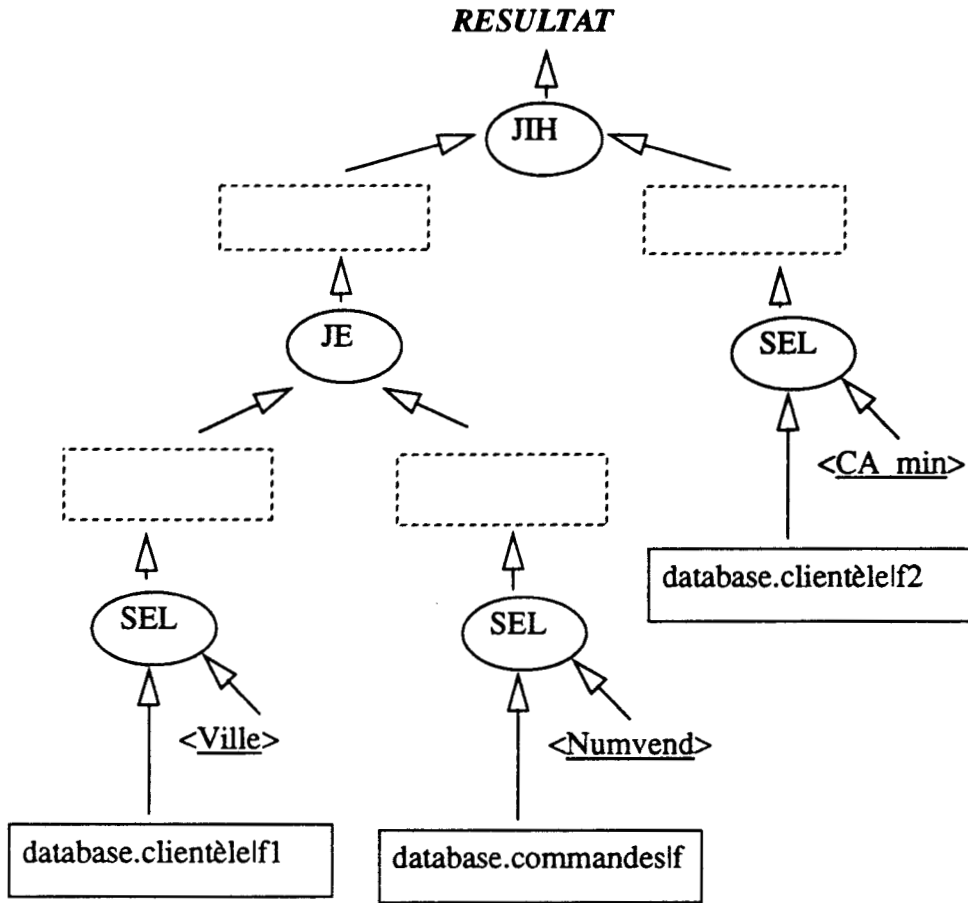 RESULTAT
JIH
JE
SEL
<CA_min>
database.clientèle|f2
SEL
SEL
<Ville>
<Numvend>
database.clientèle|f1
database.commandes|f